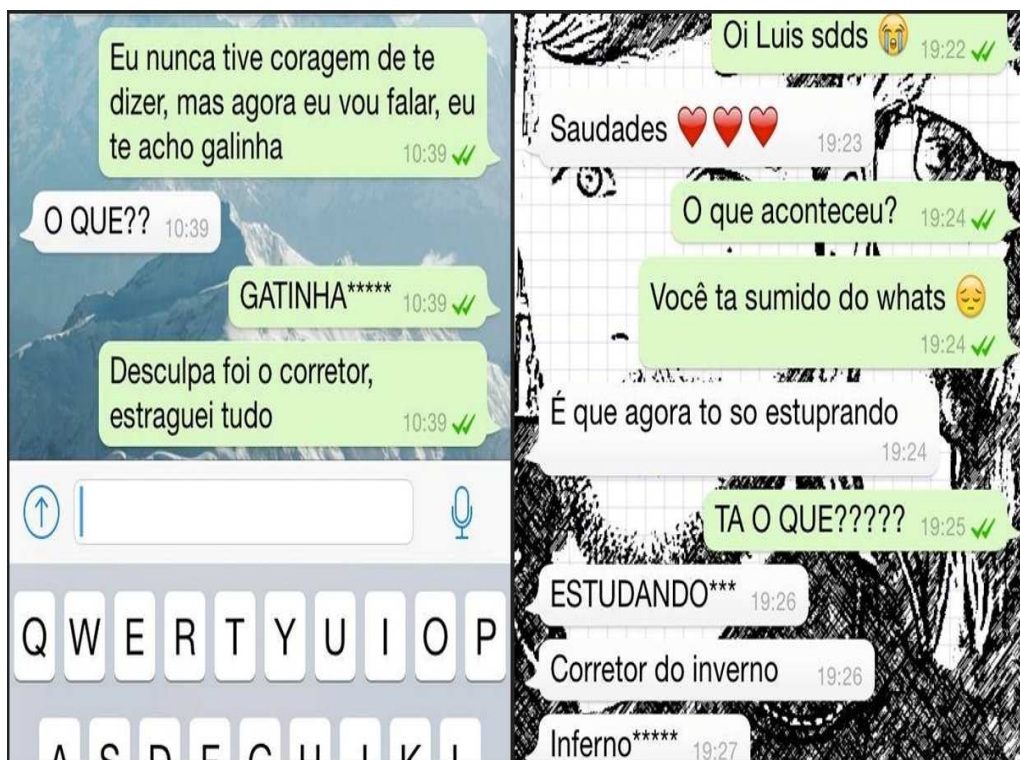 Eu nunca tive coragem de te
dizer, mas agora eu vou falar, eu
te acho galinha
10:39
O QUE?? 10:39
GATINHA***** 10:39
Desculpa foi o corretor,
estraguei tudo
10:39
Q W E R T Y U I O P
A S D F G H J K L
Oi Luis sdds 😭 19:22
Saudades ❤️❤️❤️ 19:23
O que aconteceu? 19:24
Você ta sumido do whats 😔
19:24
É que agora to so estuprando
19:24
TA O QUE????? 19:25
ESTUDANDO*** 19:26
Corretor do inverno 19:26
Inferno***** 19:27